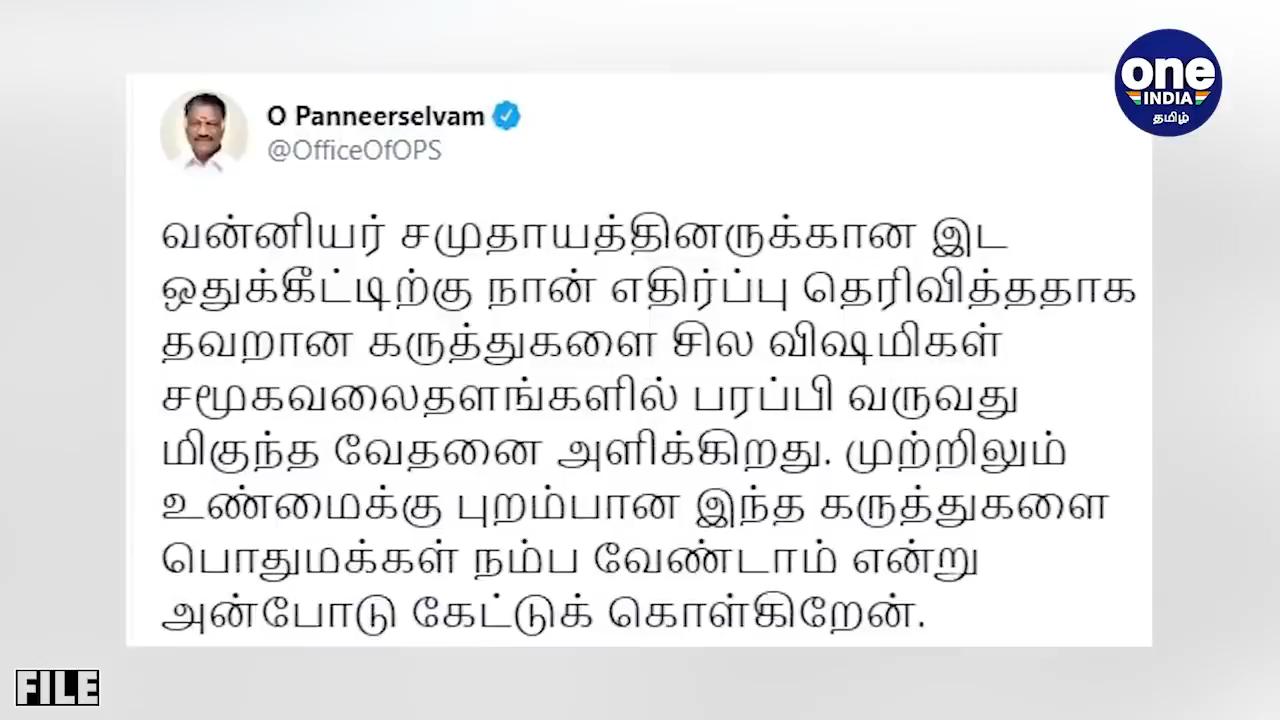 one
INDIA
தமிழ்
O Panneerselvam
@OfficeOfOPS
வன்னியர் சமுதாயத்தினருக்கான இட
ஒதுக்கீட்டிற்கு நான் எதிர்ப்பு தெரிவித்ததாக
தவறான கருத்துகளை சில விஷமிகள்
சமூகவலைதளங்களில் பரப்பி வருவது
மிகுந்த வேதனை அளிக்கிறது. முற்றிலும்
உண்மைக்கு புறம்பான இந்த கருத்துகளை
பொதுமக்கள் நம்ப வேண்டாம் என்று
அன்போடு கேட்டுக் கொள்கிறேன்.
FILE